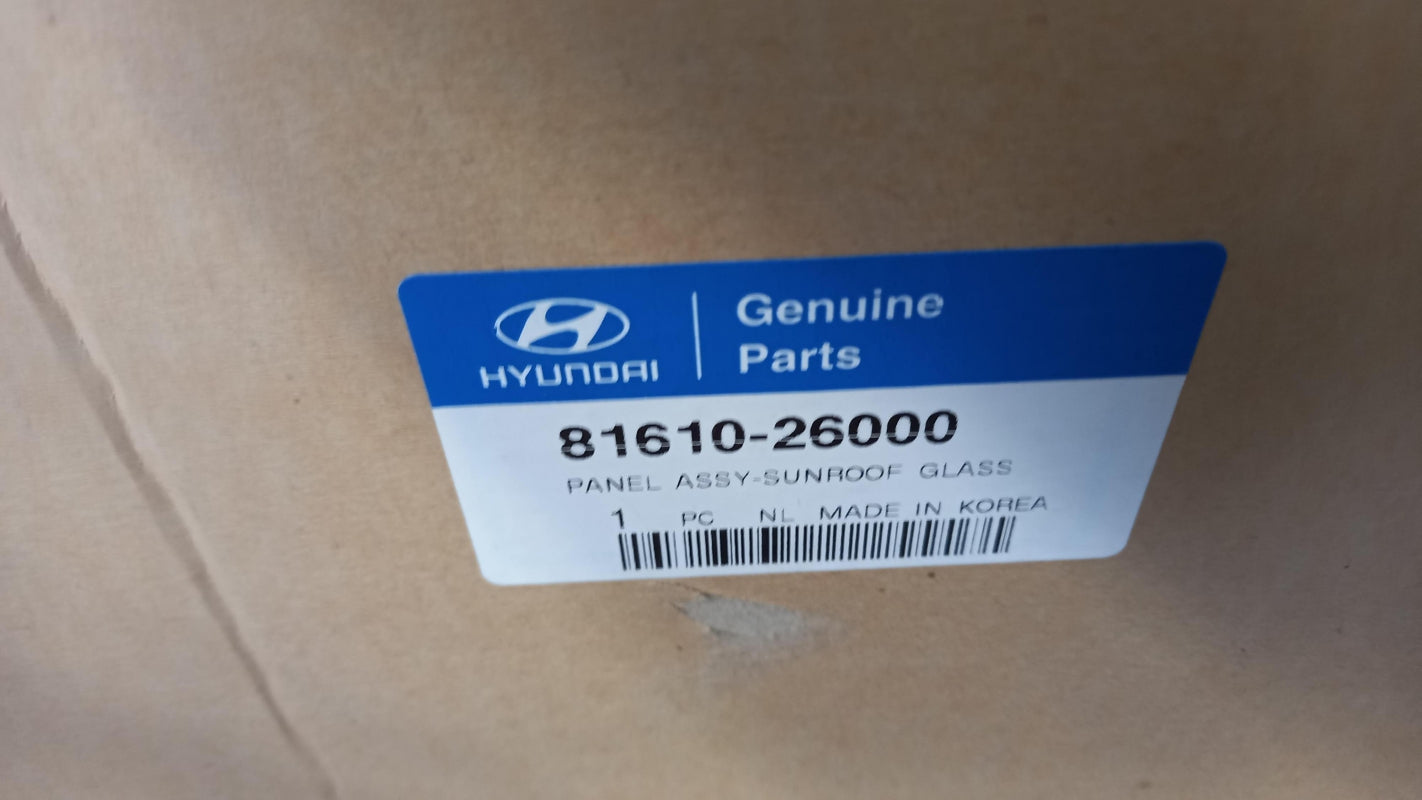 HYUNDAI
Genuine
Parts
81610-26000
PANEL ASSY-SUNROOF GLASS
1 PC NL MADE IN KOREA